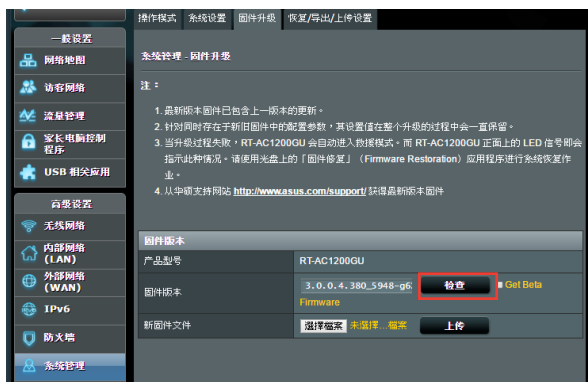 操作模式 系统设置 固件升级 恢复/导出/上传设置
一般设置
网络地图
访客网络
流量管理
家长电脑控制
程序
USB 相关应用
高级设置
无线网络
内部网络
(LAN)
外部网络
(WAN)
IPv6
防火墙
系统管理
系统管理 - 固件升级
注：
1. 最新版本固件已包含上一版本的更新。
2. 针对同时存在于新旧固件中的配置参数，其设置值在整个升级的过程中会一直保留。
3. 当升级过程失败，RT-AC1200GU 会自动进入救援模式。而 RT-AC1200GU 正面上的 LED 信号即会
指示此种情况。请使用光盘上的「固件修复」（Firmware Restoration）应用程序进行系统恢复作
业。
4. 从华硕支持网站 http://www.asus.com/support/ 获得最新版本固件
固件版本
产品型号 RT-AC1200GU
固件版本 3.0.0.4.380_5948-g6 检查 Get Beta
Firmware
新固件文件 選擇檔案 未選擇...檔案 上传